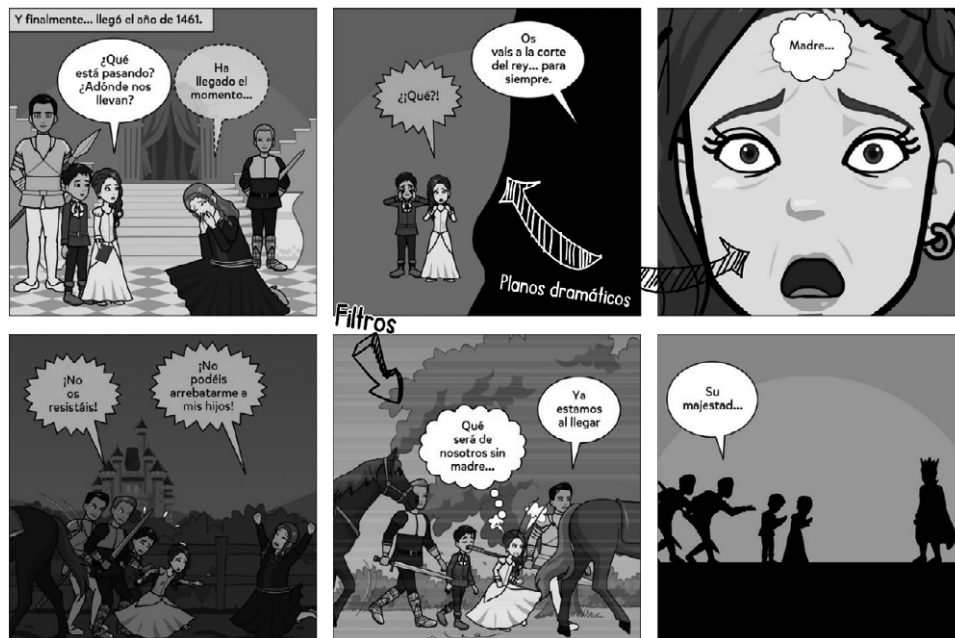 Y finalmente... llegó el año de 1461.
¿Qué
está pasando?
¿Adónde nos
llevan?
Ha
llegado el
momento...
¿¡Qué?!
Os
vais a la corte
del rey... para
siempre.
Planos dramáticos
Madre...
¡No
os
resistáis!
¡No
podéis
arrebatarme a
mis hijos!
Filtros
Qué
será de
nosotros sin
madre...
Ya
estamos
al llegar
Su
majestad...